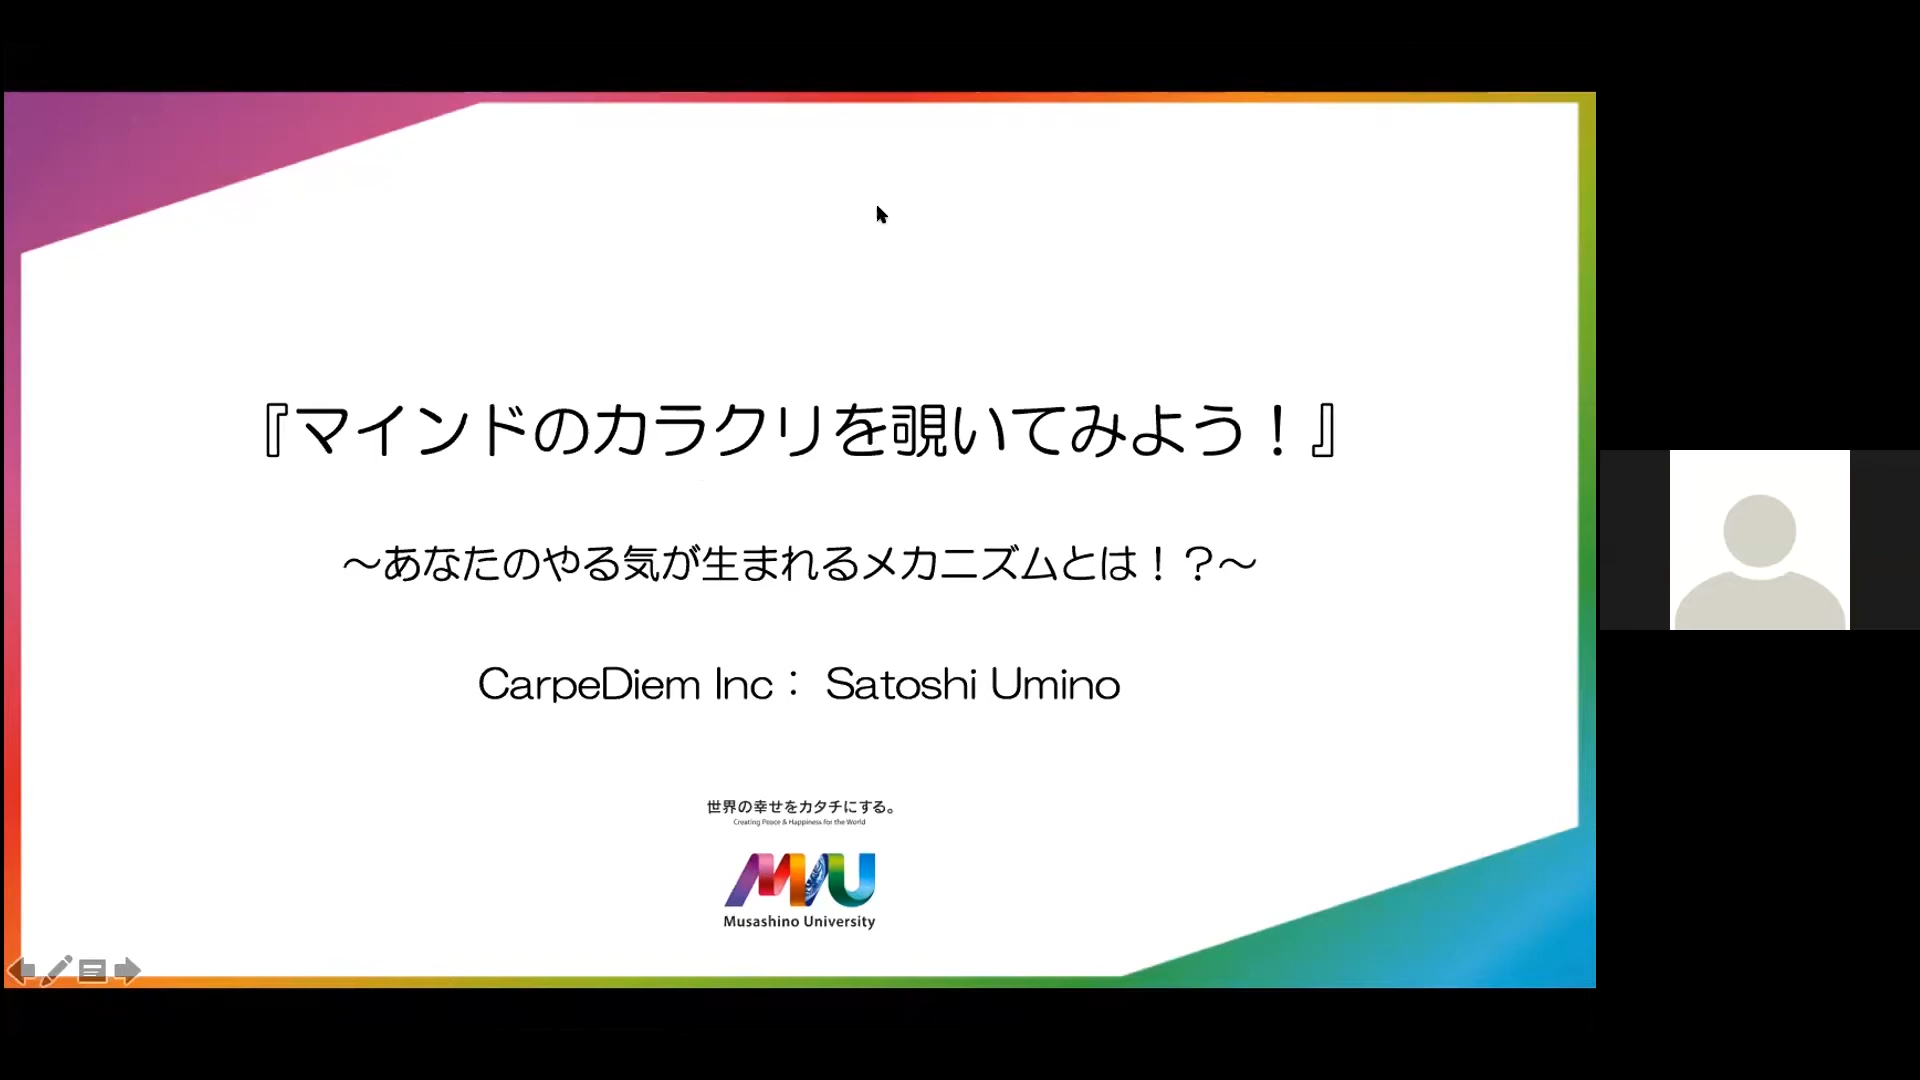 『マインドのカラクリを覗いてみよう！』
～あなたのやる気が生まれるメカニズムとは！？～
CarpeDiem Inc： Satoshi Umino
世界の幸せをカタチにする。
Creating Peace & Happiness for the World
MU
Musashino University